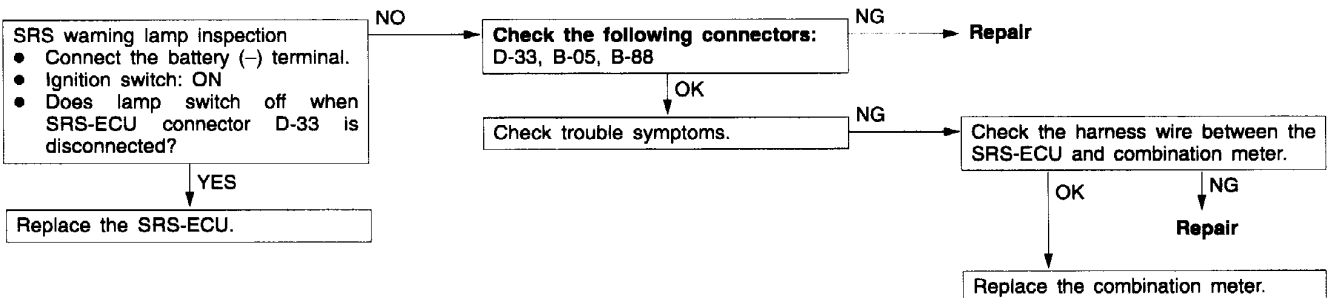 SRS warning lamp inspection
● Connect the battery (–) terminal.
● Ignition switch: ON
● Does lamp switch off when
SRS-ECU connector D-33 is
disconnected?
NO
YES
Replace the SRS-ECU.
Check the following connectors:
D-33, B-05, B-88
NG
Repair
OK
Check trouble symptoms.
NG
Check the harness wire between the
SRS-ECU and combination meter.
OK
NG
Repair
Replace the combination meter.